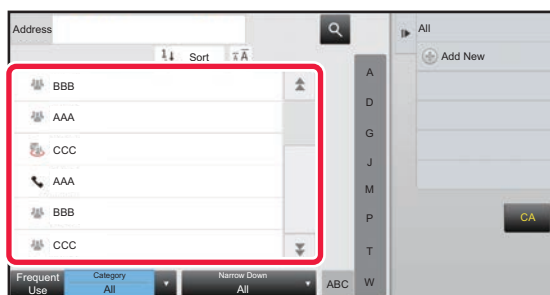 Address
All
Sort
Add New
BBB
AAA
CCC
AAA
BBB
CCC
A
D
G
J
M
P
T
W
CA
Frequent
Use
Category
All
Narrow Down
All
ABC